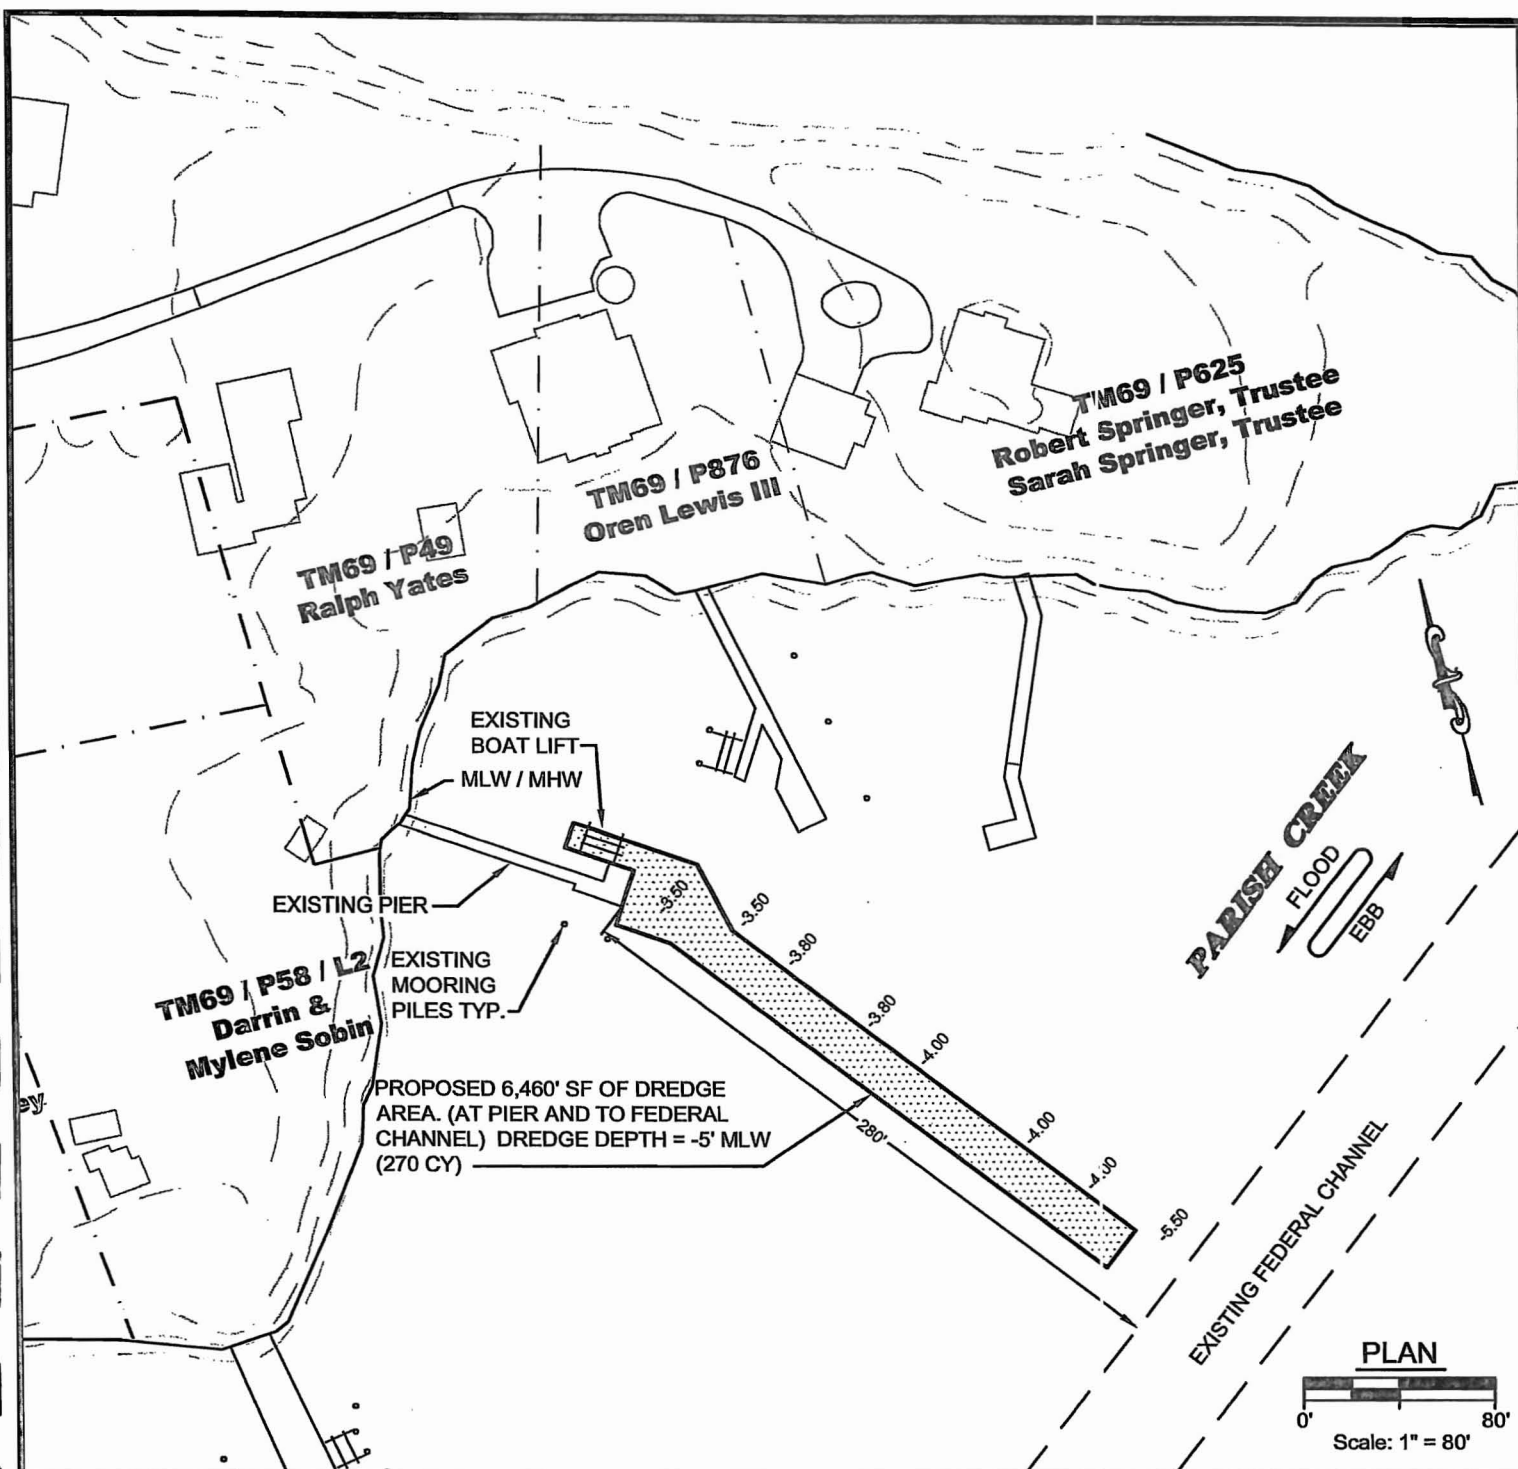 TM69 / P625
Robert Springer, Trustee
Sarah Springer, Trustee
TM69 / P876
Oren Lewis III
TM69 / P49
Ralph Yates
EXISTING
BOAT LIFT
MLW / MHW
EXISTING PIER
EXISTING
MOORING
PILES TYP.
TM69 / P58 / L2
Darrin &
Mylene Sobin
ey
PROPOSED 6,460' SF OF DREDGE
AREA. (AT PIER AND TO FEDERAL
CHANNEL) DREDGE DEPTH = -5' MLW
(270 CY)
-3.50
-3.50
-3.80
-3.80
-4.00
-4.00
-4.00
-5.50
280'
PARISH CREEK
FLOOD
EBB
EXISTING FEDERAL CHANNEL
PLAN
0' 80'
Scale: 1" = 80'